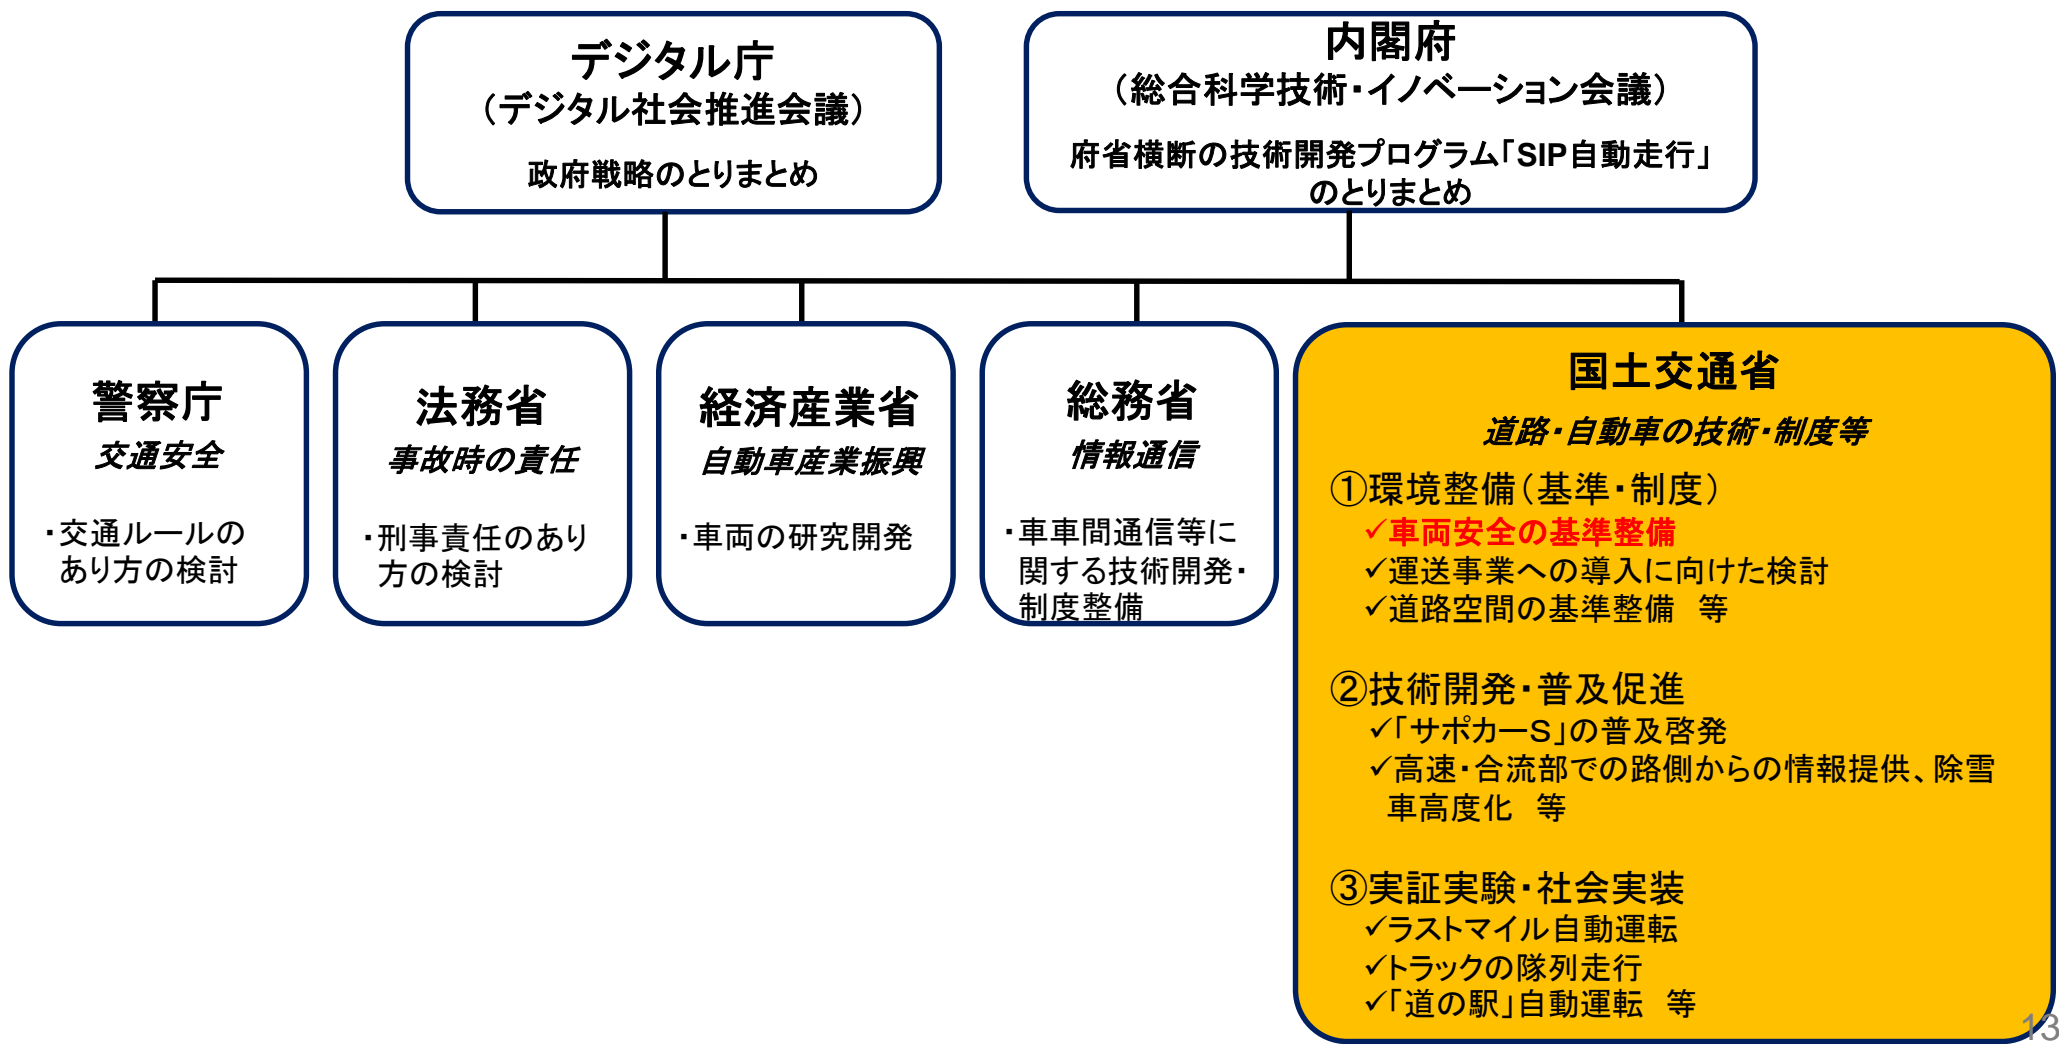 デジタル庁
（デジタル社会推進会議）
政府戦略のとりまとめ
内閣府
（総合科学技術・イノベーション会議）
府省横断の技術開発プログラム「SIP自動走行」
のとりまとめ
警察庁
交通安全
・交通ルールの
あり方の検討
法務省
事故時の責任
・刑事責任のあり
方の検討
経済産業省
自動車産業振興
・車両の研究開発
総務省
情報通信
・車車間通信等に
関する技術開発・
制度整備
国土交通省
道路・自動車の技術・制度等
①環境整備（基準・制度）
✓車両安全の基準整備
✓運送事業への導入に向けた検討
✓道路空間の基準整備　等
②技術開発・普及促進
✓「サポカーS」の普及啓発
✓高速・合流部での路側からの情報提供、除雪
車高度化　等
③実証実験・社会実装
✓ラストマイル自動運転
✓トラックの隊列走行
✓「道の駅」自動運転　等
13